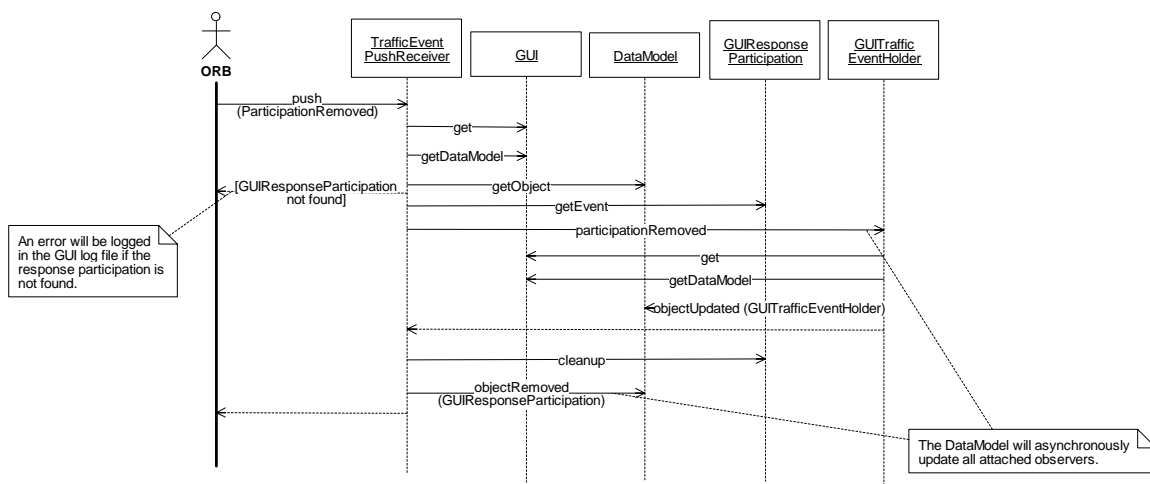 ORB
TrafficEvent
PushReceiver
GUI
DataModel
GUIResponse
Participation
GUITraffic
EventHolder
push
(ParticipationRemoved)
get
getDataModel
[GUIResponseParticipation
not found]
getObject
getEvent
participationRemoved
An error will be logged
in the GUI log file if the
response participation is
not found.
get
getDataModel
objectUpdated (GUITrafficEventHolder)
cleanup
objectRemoved
(GUIResponseParticipation)
The DataModel will asynchronously
update all attached observers.